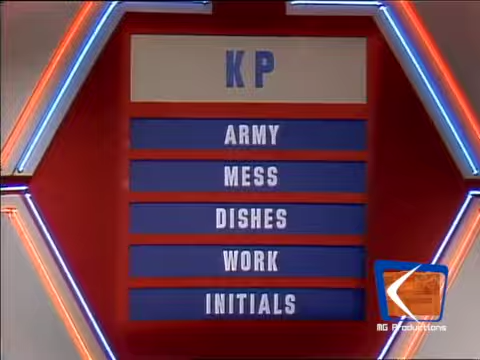 KP
ARMY
MESS
DISHES
WORK
INITIALS
MG Productions